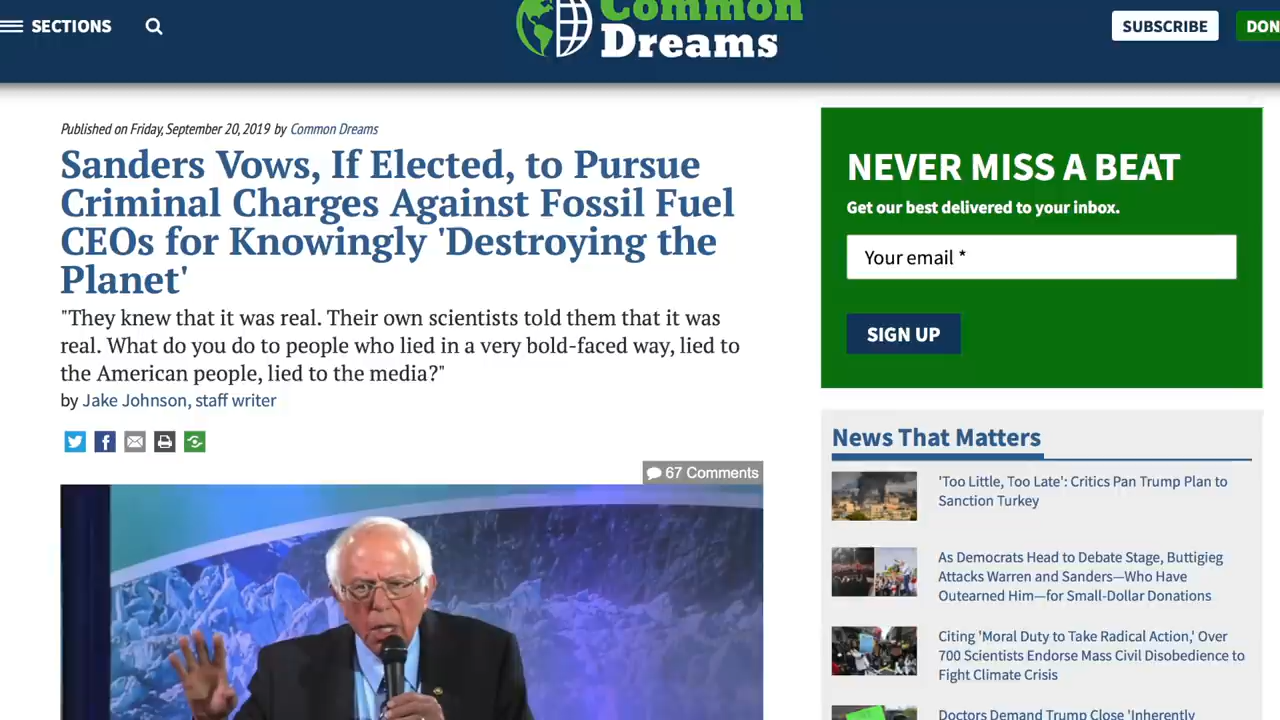 SECTIONS
Common
Dreams
SUBSCRIBE
DON
Published on Friday, September 20, 2019 by Common Dreams
Sanders Vows, If Elected, to Pursue
Criminal Charges Against Fossil Fuel
CEOs for Knowingly 'Destroying the
Planet'
"They knew that it was real. Their own scientists told them that it was
real. What do you do to people who lied in a very bold-faced way, lied to
the American people, lied to the media?"
by Jake Johnson, staff writer
67 Comments
NEVER MISS A BEAT
Get our best delivered to your inbox.
Your email *
SIGN UP
News That Matters
'Too Little, Too Late': Critics Pan Trump Plan to
Sanction Turkey
As Democrats Head to Debate Stage, Buttigieg
Attacks Warren and Sanders—Who Have
Outearned Him—for Small-Dollar Donations
Citing 'Moral Duty to Take Radical Action,' Over
700 Scientists Endorse Mass Civil Disobedience to
Fight Climate Crisis
Doctors Demand Trump Close 'Inherently